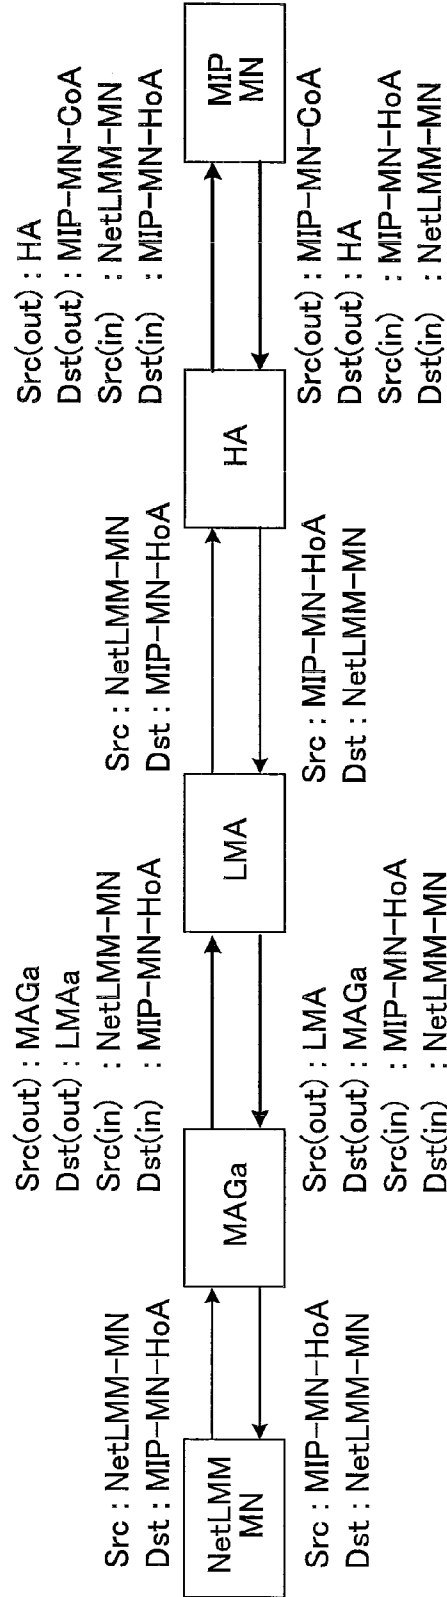 Src : NetLMM-MN
Dst : MIP-MN-HoA
Src(out) : MAGa
Dst(out) : LMAa
Src(in) : NetLMM-MN
Dst(in) : MIP-MN-HoA
Src : NetLMM-MN
Dst : MIP-MN-HoA
Src(out) : HA
Dst(out) : MIP-MN-CoA
Src(in) : NetLMM-MN
Dst(in) : MIP-MN-HoA
NetLMM
MN
MAGa
LMA
HA
MIP
MN
Src : MIP-MN-HoA
Dst : NetLMM-MN
Src(out) : LMA
Dst(out) : MAGa
Src(in) : MIP-MN-HoA
Dst(in) : NetLMM-MN
Src : MIP-MN-HoA
Dst : NetLMM-MN
Src(out) : MIP-MN-CoA
Dst(out) : HA
Src(in) : MIP-MN-HoA
Dst(in) : NetLMM-MN